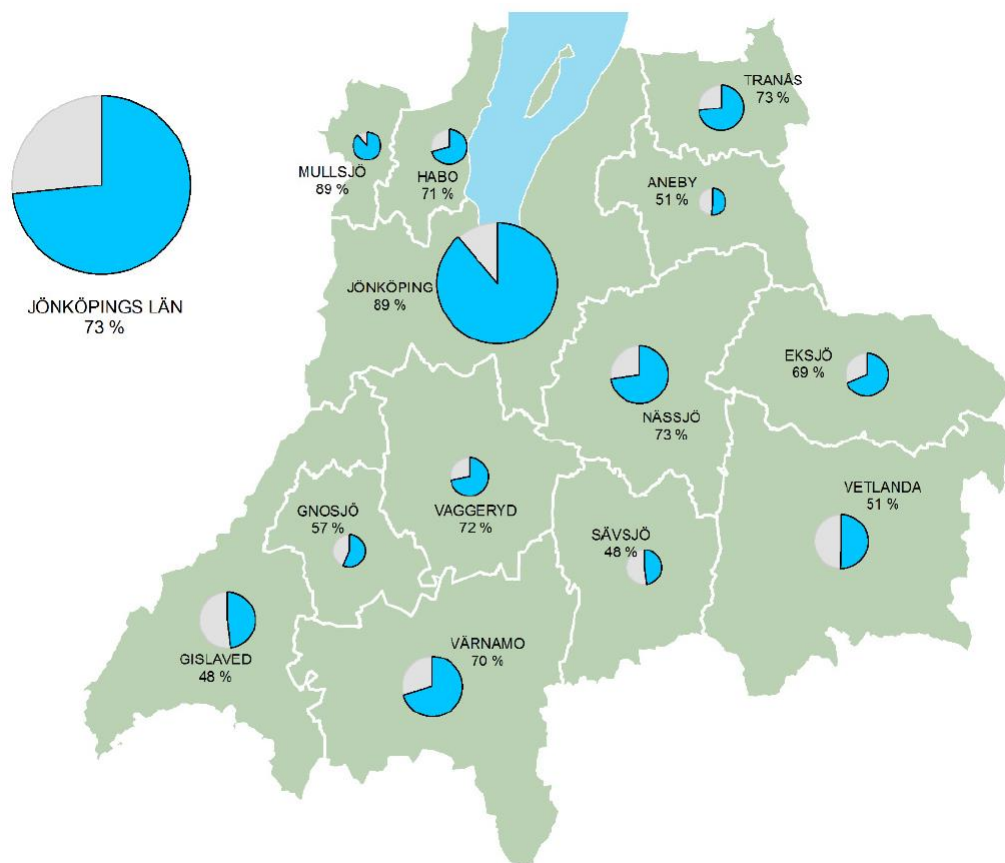 TRANÅS
73 %
MULLSJÖ
89 %
HABO
71 %
ANEBY
51 %
JÖNKÖPINGS LÄN
73 %
JÖNKÖPING
89 %
EKSJÖ
69 %
NÄSSJÖ
73 %
VETLANDA
51 %
GNOSJÖ
57 %
VAGGERYD
72 %
SÄVSJÖ
48 %
GISLAVED
48 %
VÄRNAMO
70 %